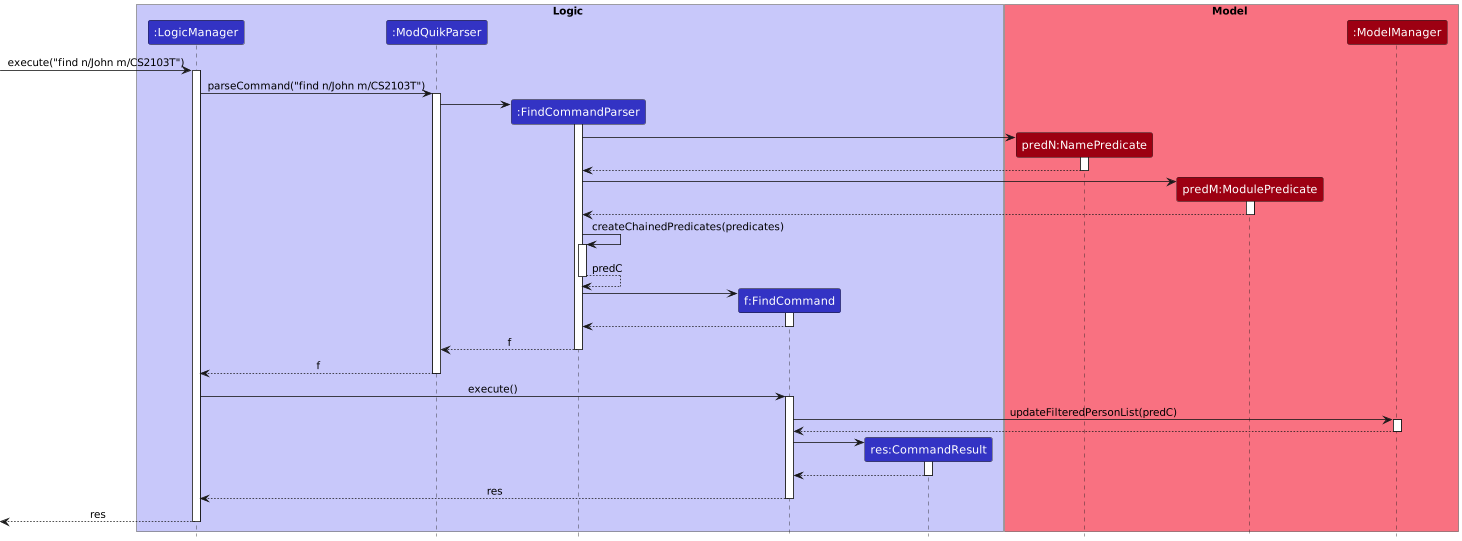 Logic
Model
:LogicManager
:ModQuikParser
:ModelManager
execute("find n/John m/CS2103T")
parseCommand("find n/John m/CS2103T")
:FindCommandParser
predN:NamePredicate
predM:ModulePredicate
createChainedPredicates(predicates)
predC
f:FindCommand
f
f
execute()
updateFilteredPersonList(predC)
res:CommandResult
res
res